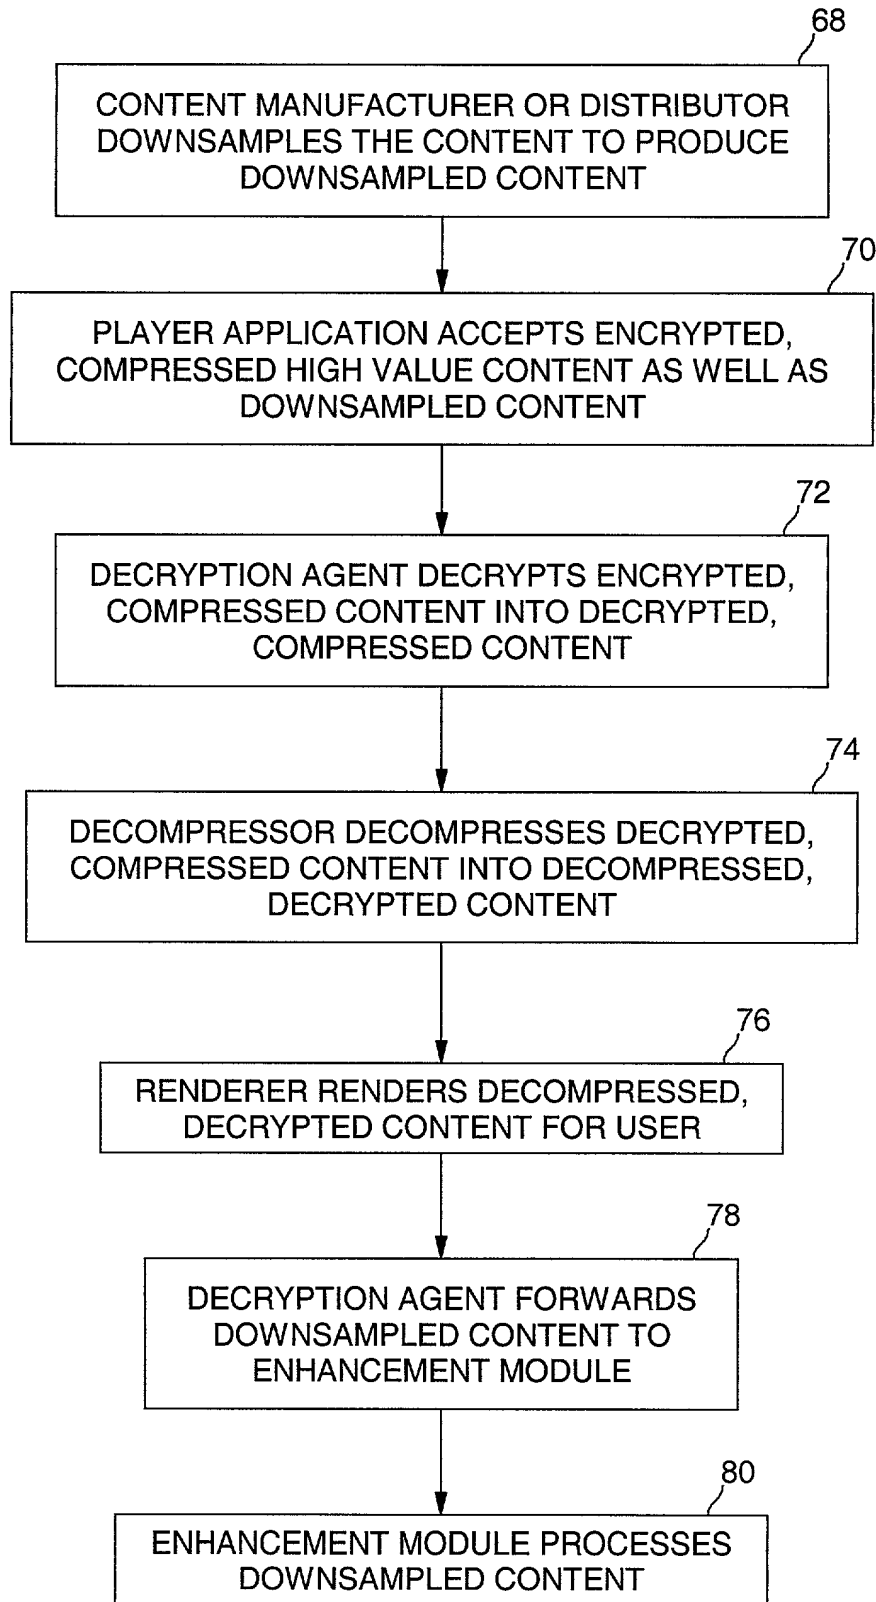 68
CONTENT MANUFACTURER OR DISTRIBUTOR
DOWNSAMPLES THE CONTENT TO PRODUCE
DOWNSAMPLED CONTENT
70
PLAYER APPLICATION ACCEPTS ENCRYPTED,
COMPRESSED HIGH VALUE CONTENT AS WELL AS
DOWNSAMPLED CONTENT
72
DECRYPTION AGENT DECRYPTS ENCRYPTED,
COMPRESSED CONTENT INTO DECRYPTED,
COMPRESSED CONTENT
74
DECOMPRESSOR DECOMPRESSES DECRYPTED,
COMPRESSED CONTENT INTO DECOMPRESSED,
DECRYPTED CONTENT
76
RENDERER RENDERS DECOMPRESSED,
DECRYPTED CONTENT FOR USER
78
DECRYPTION AGENT FORWARDS
DOWNSAMPLED CONTENT TO
ENHANCEMENT MODULE
80
ENHANCEMENT MODULE PROCESSES
DOWNSAMPLED CONTENT